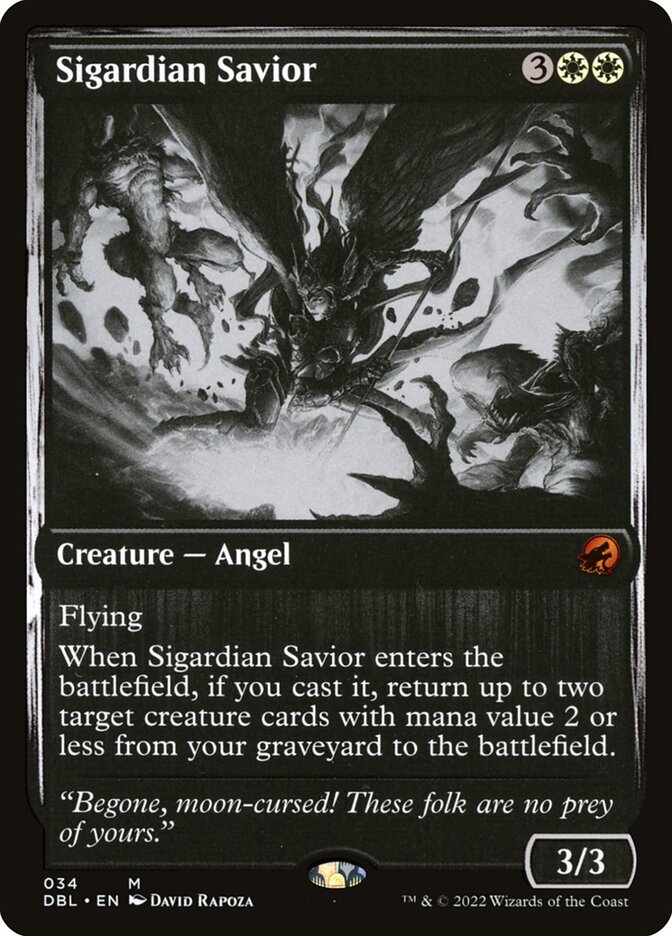 Sigardian Savior 3
Creature — Angel
Flying
When Sigardian Savior enters the
battlefield, if you cast it, return up to two
target creature cards with mana value 2 or
less from your graveyard to the battlefield.
“Begone, moon-cursed! These folk are no prey
of yours.”
3/3
034 M
DBL • EN David Rapoza ™ & © 2022 Wizards of the Coast